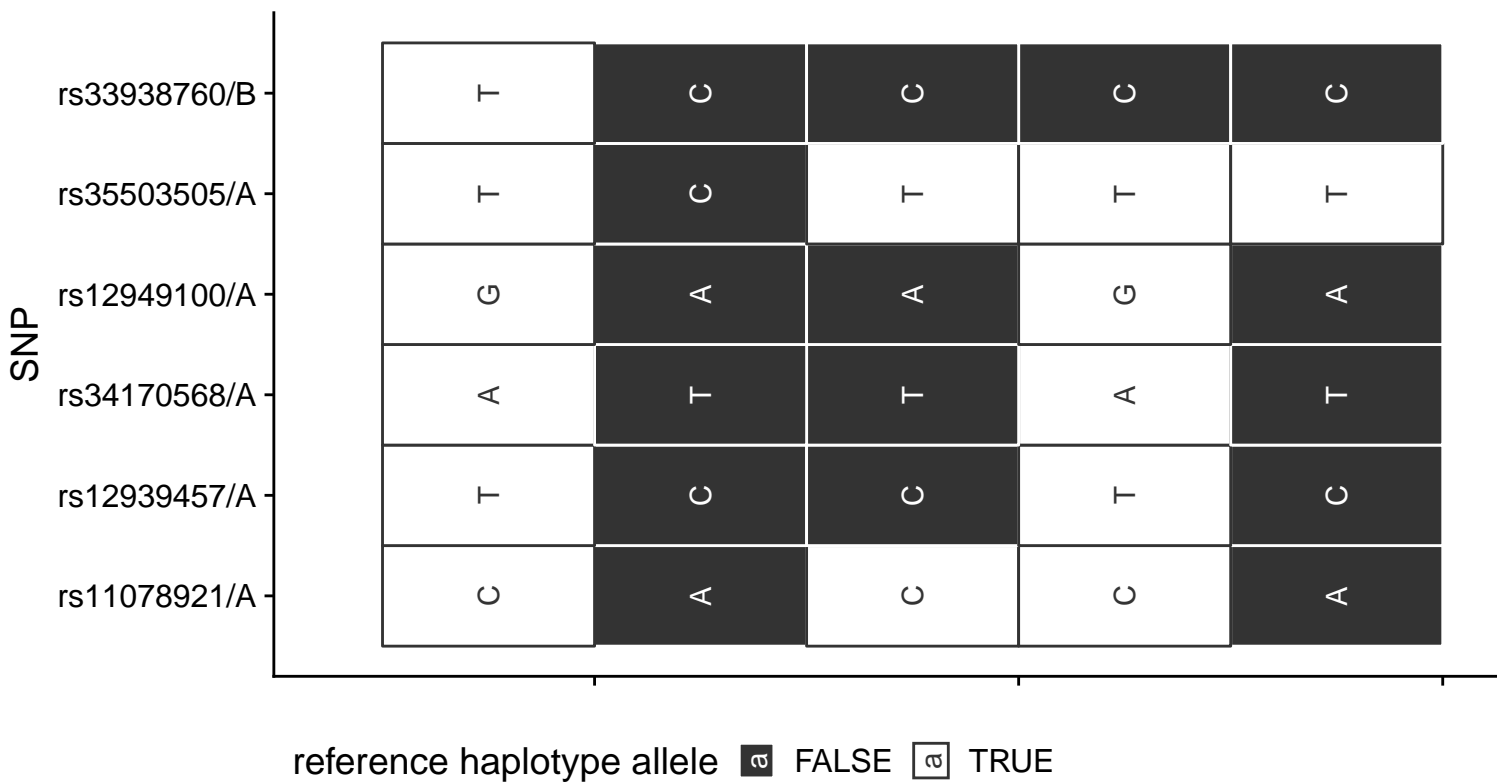 SNP
rs33938760/B T C C C C
rs35503505/A T C T T T
rs12949100/A G A A G A
rs34170568/A A T T A T
rs12939457/A T C C T C
rs11078921/A C A C C A
reference haplotype allele a FALSE a TRUE